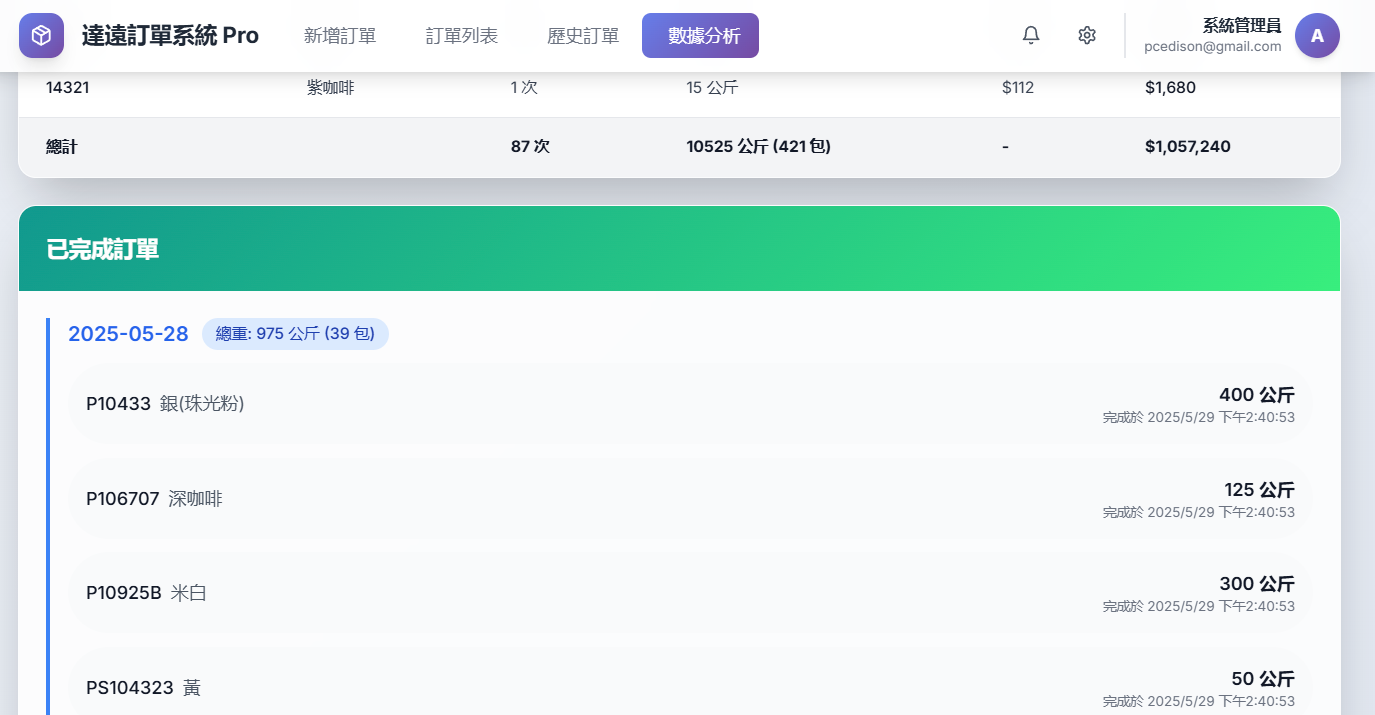 達遠訂單系統 Pro 新增訂單 訂單列表 歷史訂單 數據分析 系統管理員
pcedison@gmail.com
A
14321 紫咖啡 1 次 15 公斤 $112 $1,680
總計 87 次 10525 公斤 (421 包) - $1,057,240
已完成訂單
2025-05-28 總重: 975 公斤 (39 包)
P10433 銀(珠光粉) 400 公斤
完成於 2025/5/29 下午2:40:53
P106707 深咖啡 125 公斤
完成於 2025/5/29 下午2:40:53
P10925B 米白 300 公斤
完成於 2025/5/29 下午2:40:53
PS104323 黃 50 公斤
完成於 2025/5/29 下午2:40:53